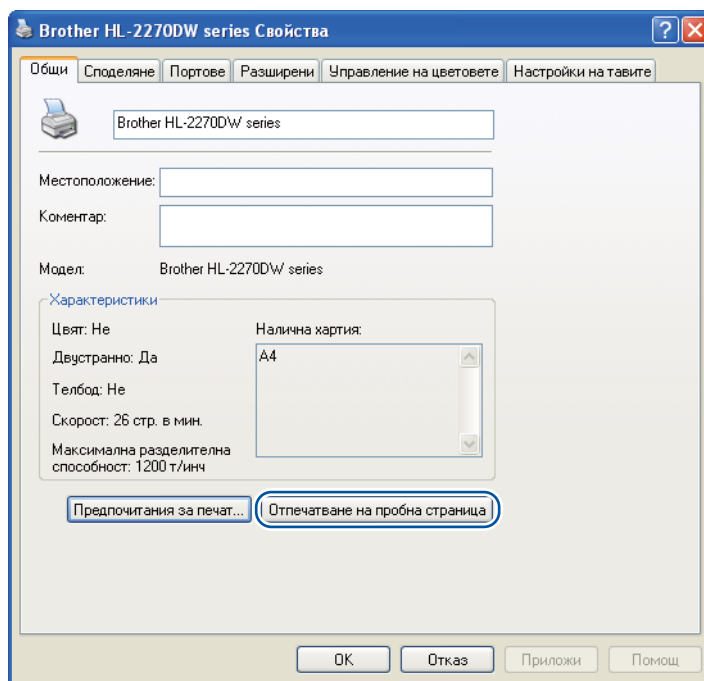 Brother HL-2270DW series Свойства
?
Общи Споделяне Портове Разширени Управление на цветовете Настройки на тавите
Brother HL-2270DW series
Местоположение:
Коментар:
Модел: Brother HL-2270DW series
Характеристики
Цвят: Не Налична хартия:
Двустранно: Да A4
Телбод: Не
Скорост: 26 стр. в мин.
Максимална разделителна
способност: 1200 т/инч
Предпочитания за печат... Отпечатване на пробна страница
OK Отказ Приложи Помощ